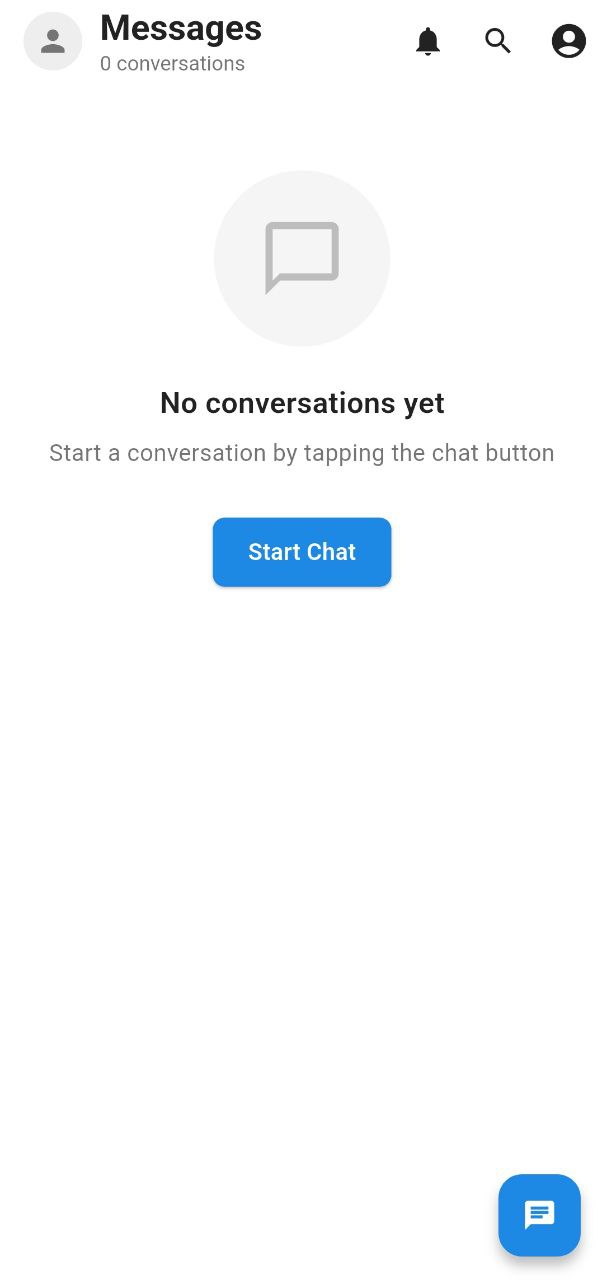 Messages
0 conversations
No conversations yet
Start a conversation by tapping the chat button
Start Chat